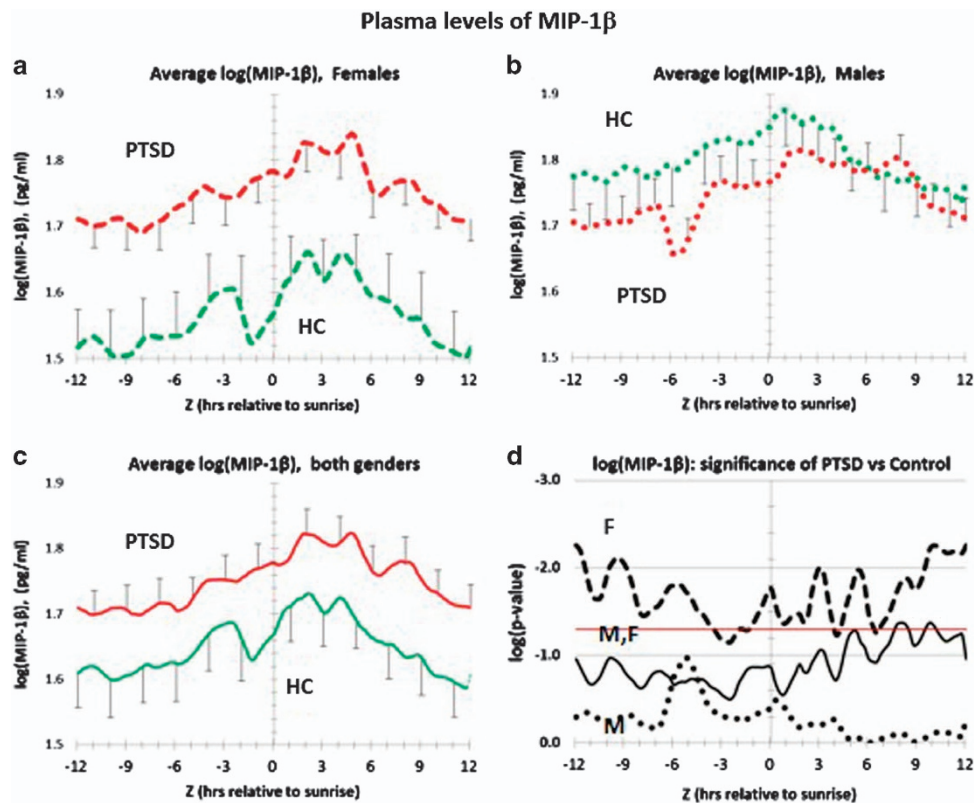 Plasma levels of MIP-1β
a
Average log(MIP-1β), Females
log(MIP-1β), (pg/ml)
1.9
1.8
1.7
1.6
1.5
PTSD
HC
-12 -9 -6 -3 0 3 6 9 12
Z (hrs relative to sunrise)
b
Average log(MIP-1β), Males
log(MIP-1β), (pg/ml)
1.9
1.8
1.7
1.6
1.5
HC
PTSD
-12 -9 -6 -3 0 3 6 9 12
Z (hrs relative to sunrise)
c
Average log(MIP-1β), both genders
log(MIP-1β), (pg/ml)
1.9
1.8
1.7
1.6
1.5
PTSD
HC
-12 -9 -6 -3 0 3 6 9 12
Z (hrs relative to sunrise)
d
log(MIP-1β): significance of PTSD vs Control
log(p-value)
-3.0
-2.0
-1.0
0.0
F
M,F
M
-12 -9 -6 -3 0 3 6 9 12
Z (hrs relative to sunrise)